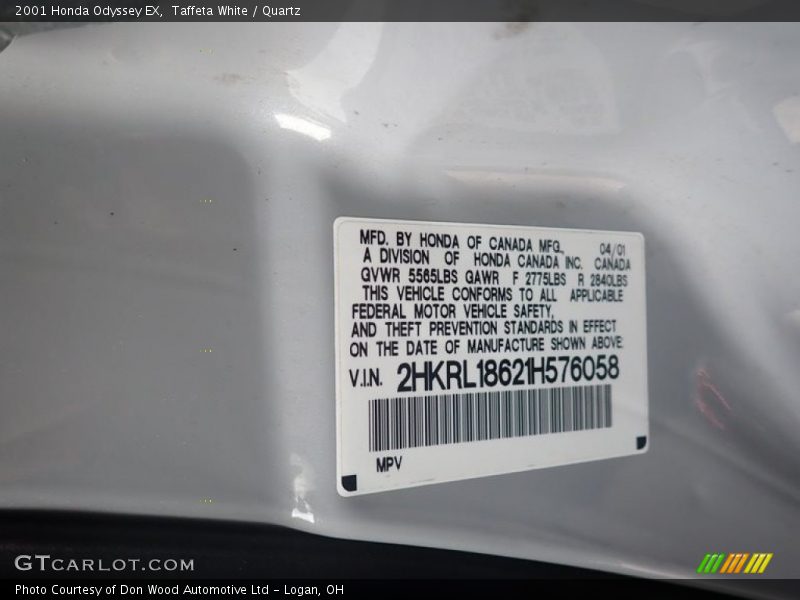 2001 Honda Odyssey EX, Taffeta White / Quartz
MFD. BY HONDA OF CANADA MFG., 04/01
A DIVISION OF HONDA CANADA INC. CANADA
GVWR 5565LBS GAWR F 2775LBS R 2840LBS
THIS VEHICLE CONFORMS TO ALL APPLICABLE
FEDERAL MOTOR VEHICLE SAFETY,
AND THEFT PREVENTION STANDARDS IN EFFECT
ON THE DATE OF MANUFACTURE SHOWN ABOVE:
V.I.N. 2HKRL18621H576058
MPV
GTCARLOT.COM
Photo Courtesy of Don Wood Automotive Ltd - Logan, OH